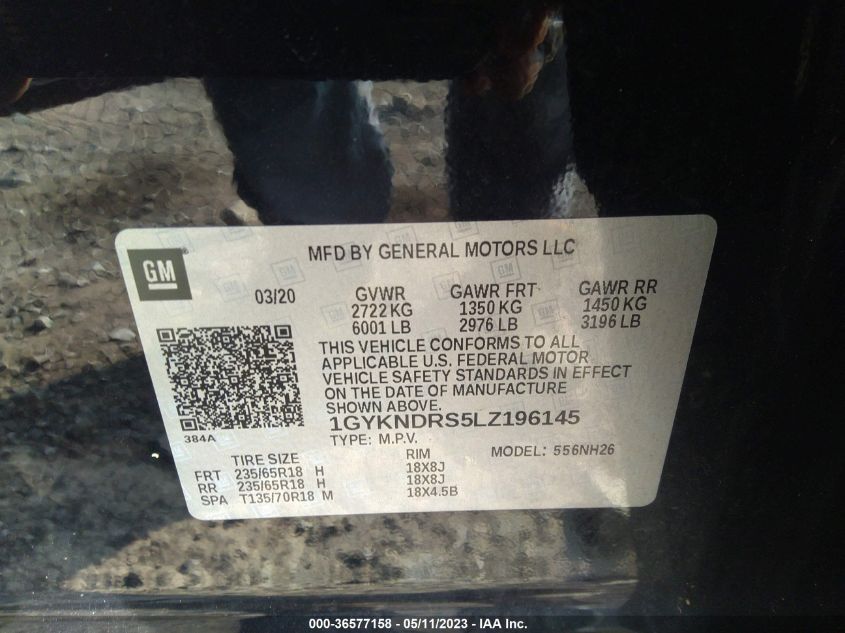 GM
MFD BY GENERAL MOTORS LLC
03/20
GVWR GAWR FRT GAWR RR
2722 KG 1350 KG 1450 KG
6001 LB 2976 LB 3196 LB
THIS VEHICLE CONFORMS TO ALL
APPLICABLE U.S. FEDERAL MOTOR
VEHICLE SAFETY STANDARDS IN EFFECT
ON THE DATE OF MANUFACTURE
SHOWN ABOVE.
1GYKNDRS5LZ196145
384A
TYPE: M.P.V. MODEL: 556NH26
TIRE SIZE RIM
FRT 235/65R18 H 18X8J
RR 235/65R18 H 18X8J
SPA T135/70R18 M 18X4.5B
000-36577158 - 05/11/2023 - IAA Inc.